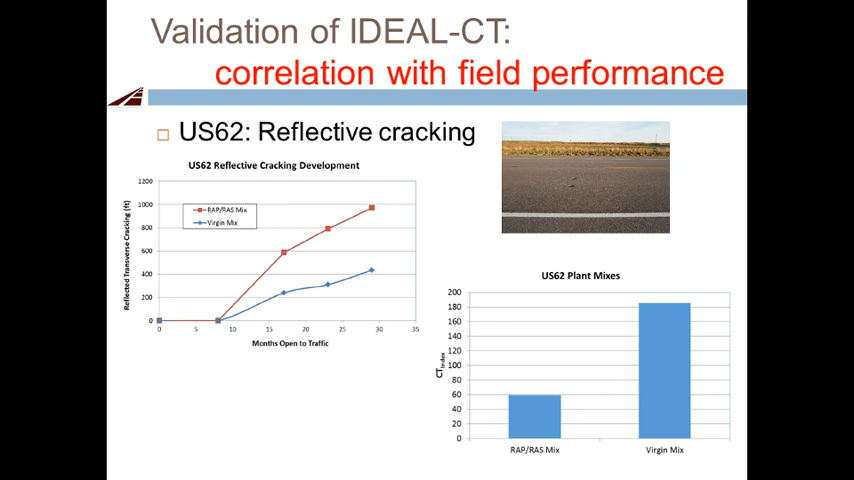 Validation of IDEAL-CT:
correlation with field performance
US62: Reflective cracking
US62 Reflective Cracking Development
Reflected Transverse Cracking (ft)
1200
1000
800
600
400
200
0
RAP/RAS Mix
Virgin Mix
0 5 10 15 20 25 30 35
Months Open to Traffic
US62 Plant Mixes
CTIndex
200
180
160
140
120
100
80
60
40
20
0
RAP/RAS Mix Virgin Mix